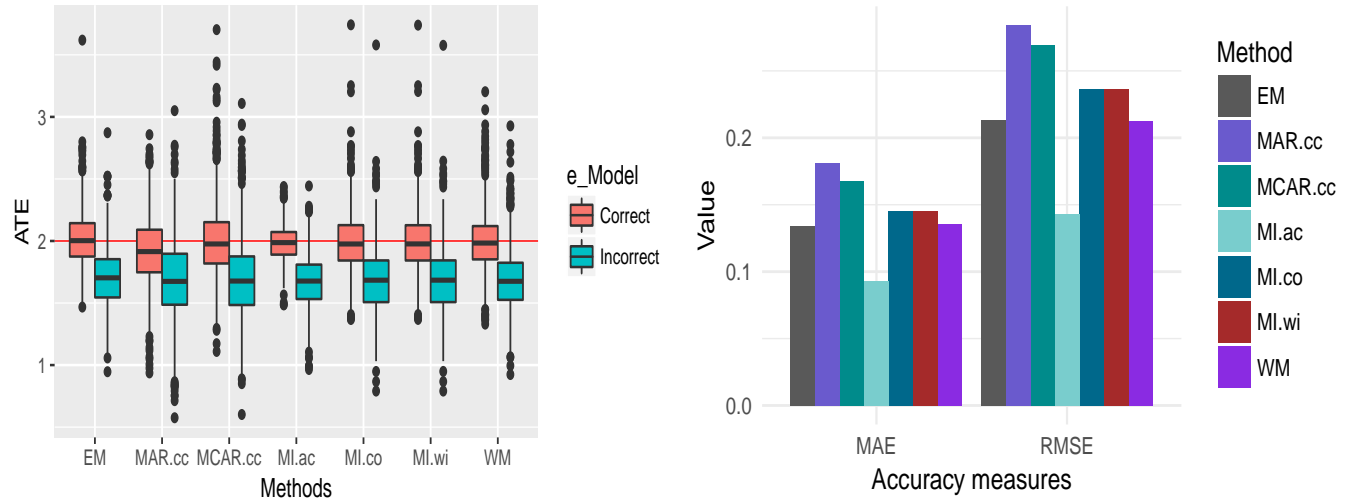 ATE
3
2
1
EM MAR.cc MCAR.cc MI.ac MI.co MI.wi WM
Methods
e_Model
Correct
Incorrect
Value
0.2
0.1
0.0
MAE RMSE
Accuracy measures
Method
EM
MAR.cc
MCAR.cc
MI.ac
MI.co
MI.wi
WM